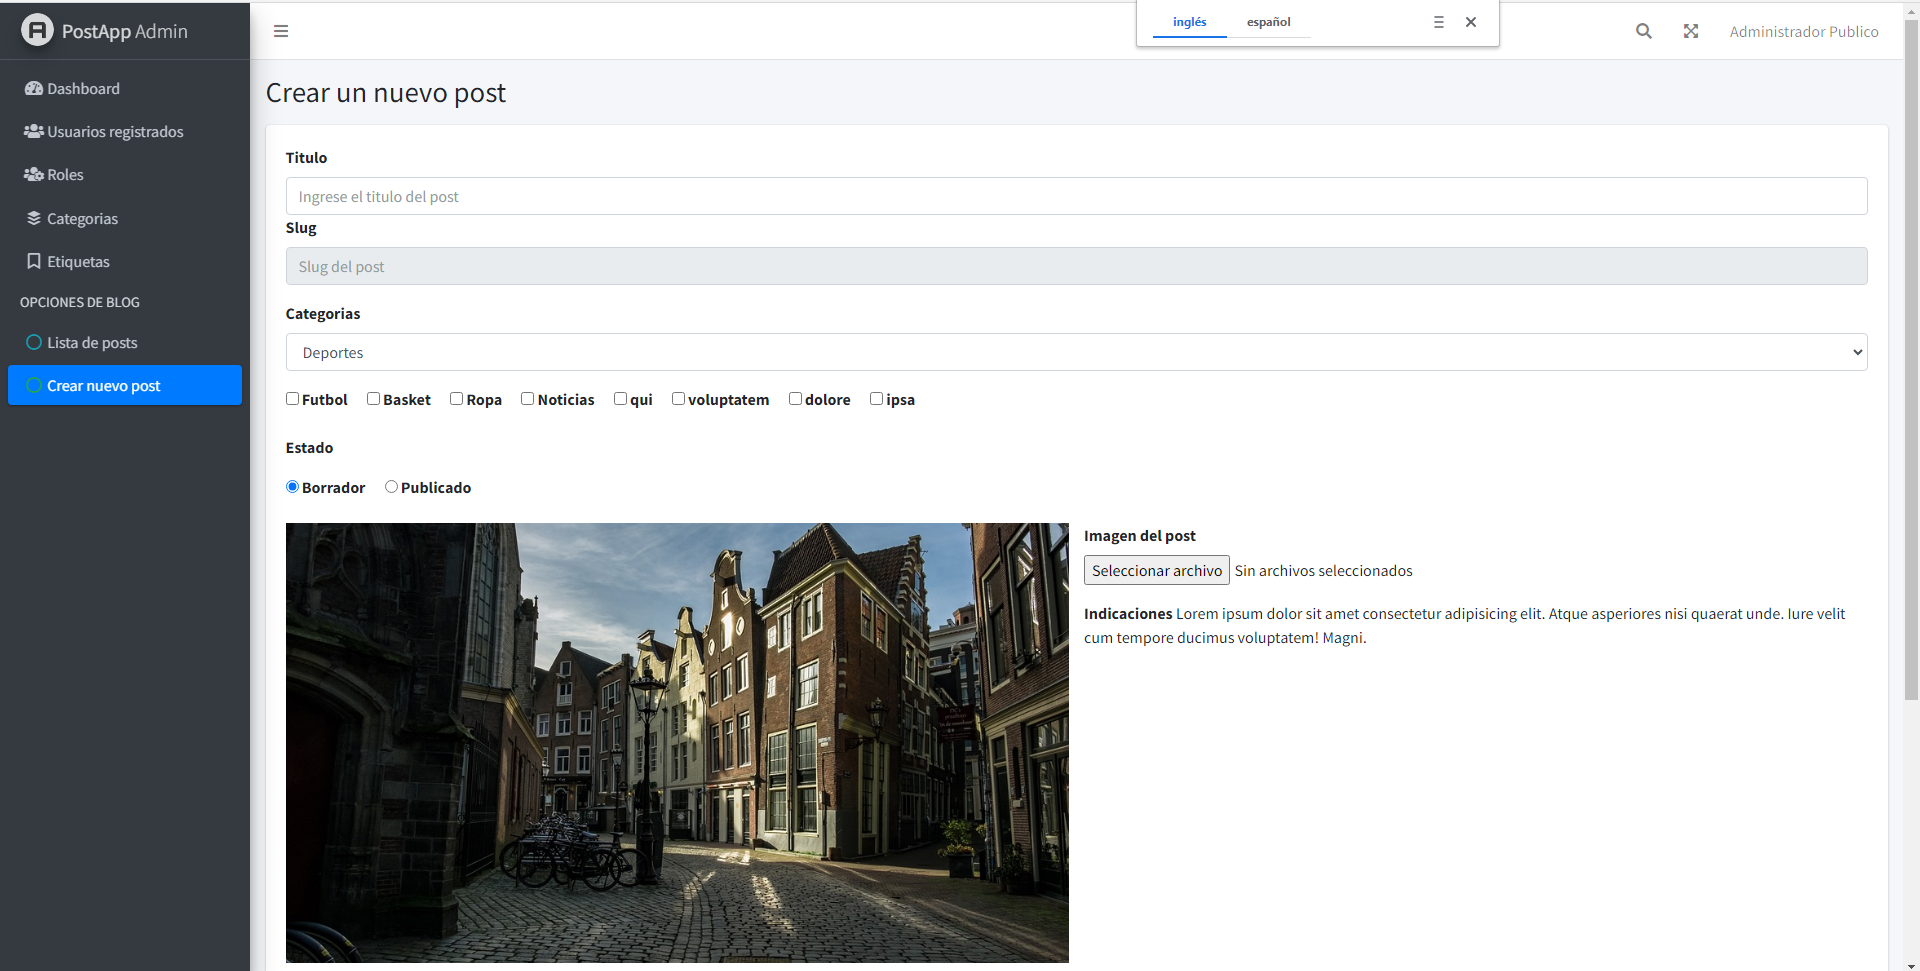 PostApp Admin
inglés español
Administrador Publico
Dashboard
Usuarios registrados
Roles
Categorias
Etiquetas
OPCIONES DE BLOG
Lista de posts
Crear nuevo post
Crear un nuevo post
Titulo
Ingrese el titulo del post
Slug
Slug del post
Categorias
Deportes
Futbol Basket Ropa Noticias qui voluptatem dolore ipsa
Estado
Borrador Publicado
Imagen del post
Seleccionar archivo Sin archivos seleccionados
Indicaciones Lorem ipsum dolor sit amet consectetur adipisicing elit. Atque asperiores nisi quaerat unde. Iure velit
cum tempore ducimus voluptatem! Magni.